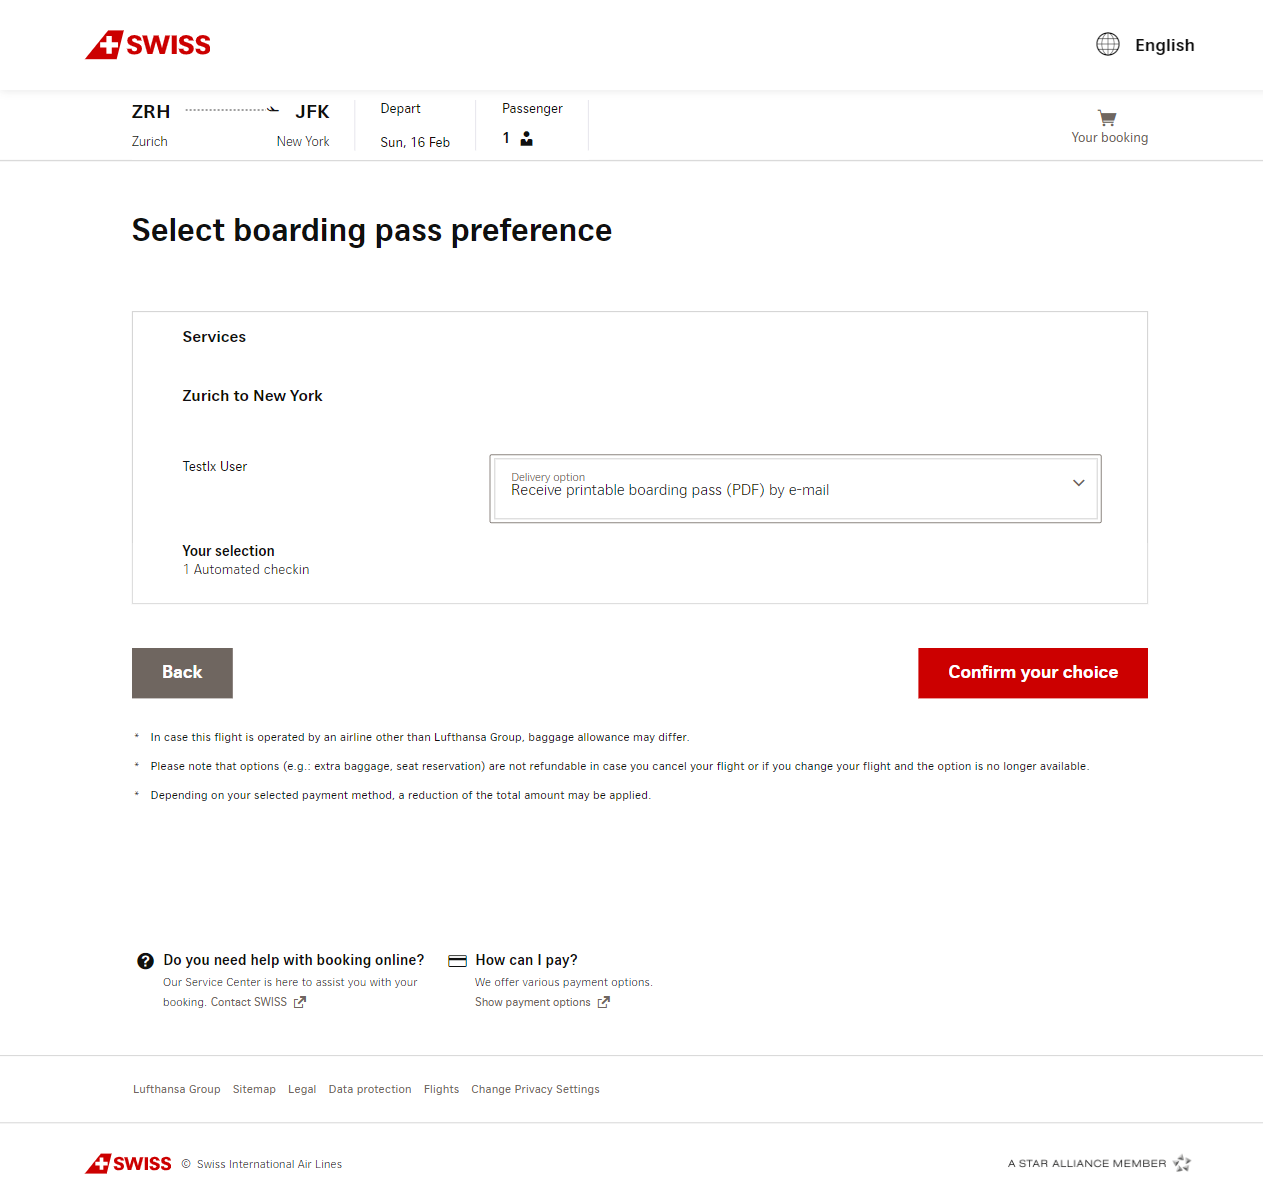 SWISS
English
ZRH JFK
Zurich New York
Depart
Sun, 16 Feb
Passenger
1
Your booking
Select boarding pass preference
Services
Zurich to New York
Testlx User
Delivery option
Receive printable boarding pass (PDF) by e-mail
Your selection
1 Automated checkin
Back
Confirm your choice
* In case this flight is operated by an airline other than Lufthansa Group, baggage allowance may differ.
* Please note that options (e.g.: extra baggage, seat reservation) are not refundable in case you cancel your flight or if you change your flight and the option is no longer available.
* Depending on your selected payment method, a reduction of the total amount may be applied.
Do you need help with booking online?
Our Service Center is here to assist you with your
booking. Contact SWISS
How can I pay?
We offer various payment options.
Show payment options
Lufthansa Group Sitemap Legal Data protection Flights Change Privacy Settings
SWISS © Swiss International Air Lines
A STAR ALLIANCE MEMBER